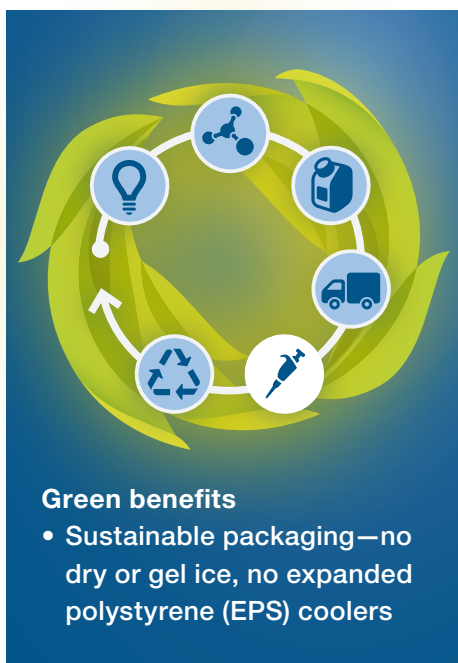 Green benefits
• Sustainable packaging—no
dry or gel ice, no expanded
polystyrene (EPS) coolers